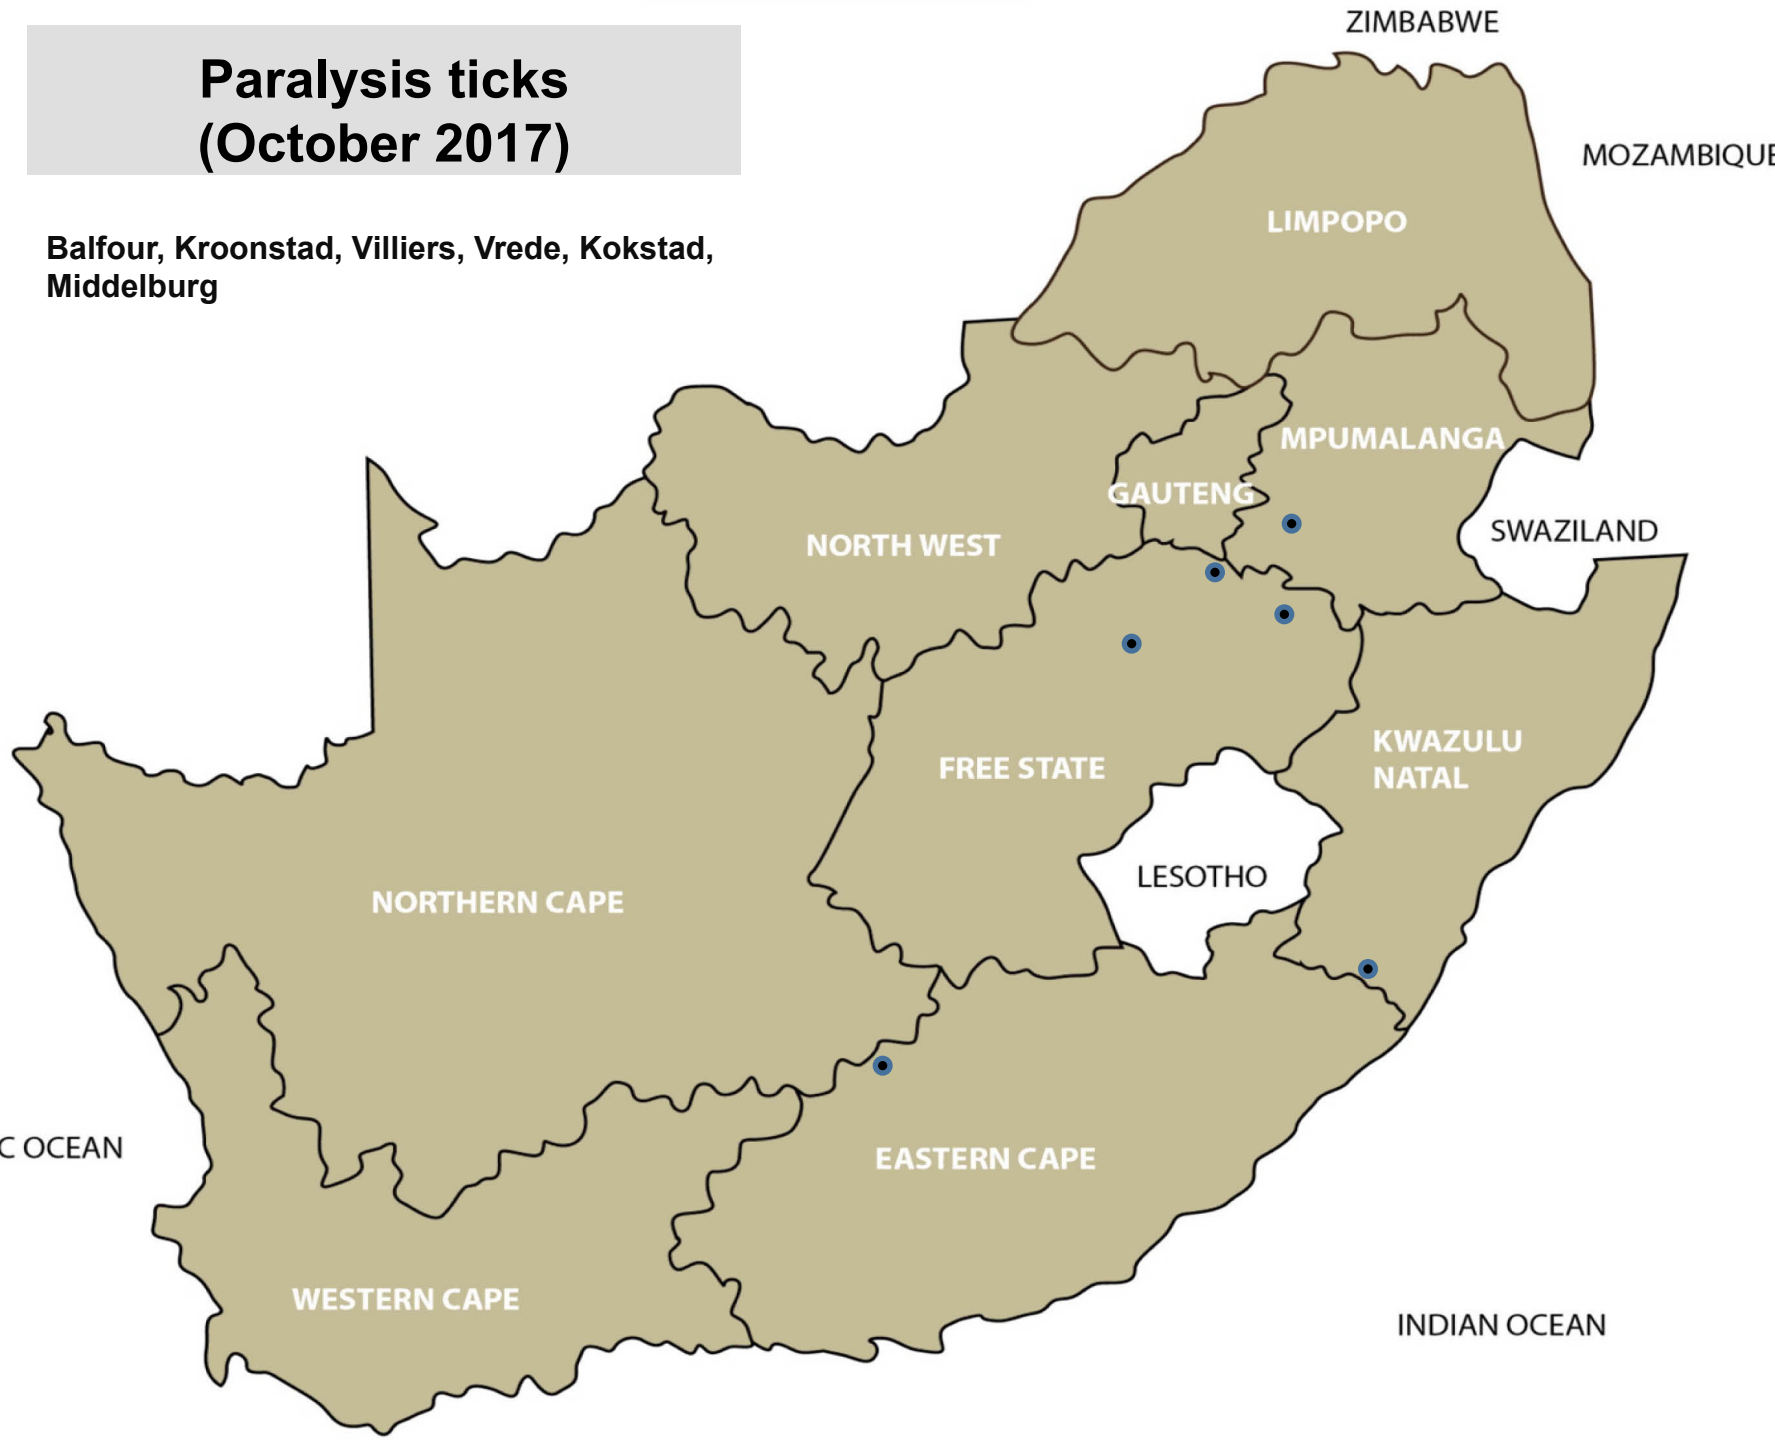 Paralysis ticks
(October 2017)
Balfour, Kroonstad, Villiers, Vrede, Kokstad,
Middelburg
ZIMBABWE
MOZAMBIQUE
LIMPOPO
MPUMALANGA
GAUTENG
NORTH WEST
SWAZILAND
KWAZULU
NATAL
FREE STATE
LESOTHO
NORTHERN CAPE
C OCEAN
EASTERN CAPE
WESTERN CAPE
INDIAN OCEAN